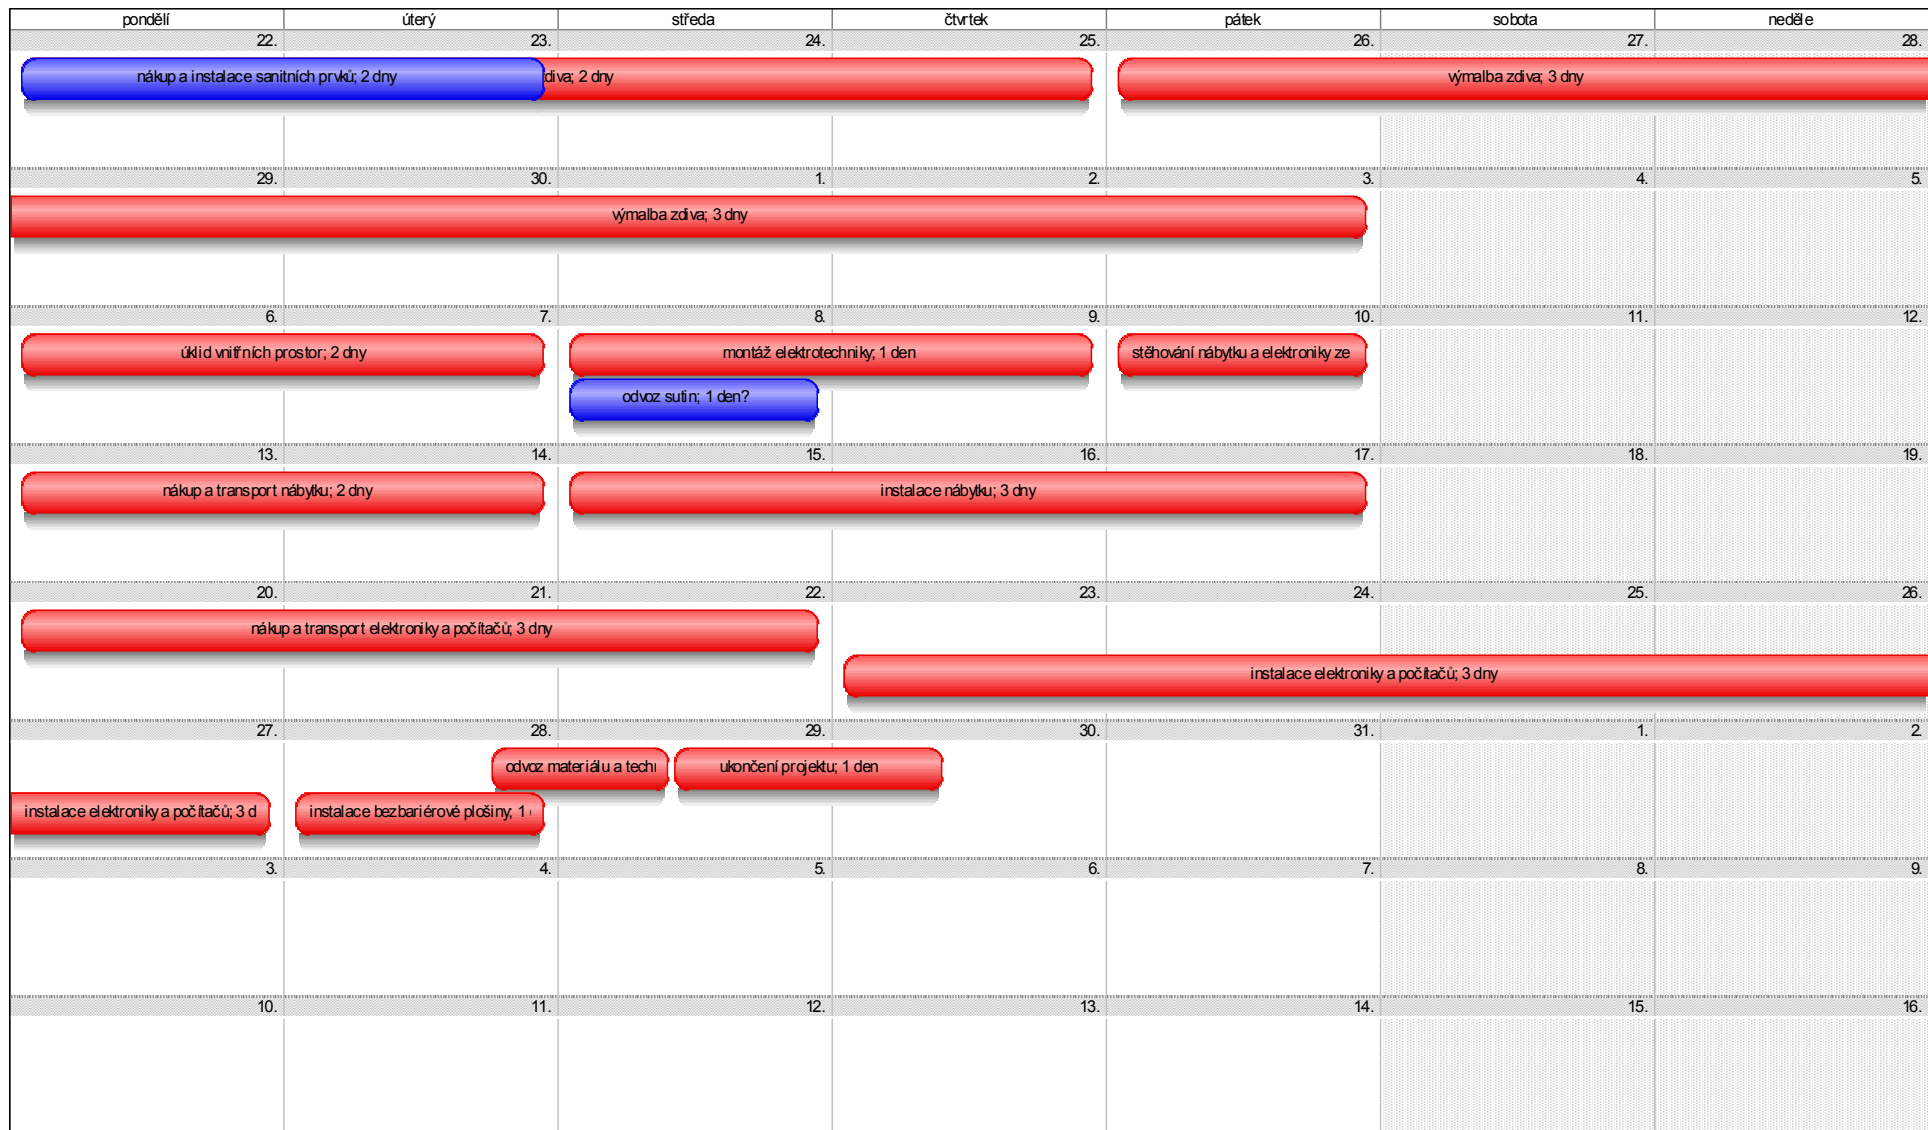 pondělí úterý středa čtvrtek pátek sobota neděle
22. 23. 24. 25. 26. 27. 28.
nákup a instalace sanitních prvků; 2 dny diva; 2 dny výmalba zdiva; 3 dny
29. 30. 1. 2. 3. 4. 5.
výmalba zdiva; 3 dny
6. 7. 8. 9. 10. 11. 12.
úklid vnitřních prostor; 2 dny montáž elektrotechniky; 1 den stěhování nábytku a elektroniky ze
odvoz sutin; 1 den?
13. 14. 15. 16. 17. 18. 19.
nákup a transport nábytku; 2 dny instalace nábytku; 3 dny
20. 21. 22. 23. 24. 25. 26.
nákup a transport elektroniky a počítačů; 3 dny
instalace elektroniky a počítačů; 3 dny
27. 28. 29. 30. 31. 1. 2.
odvoz materiálu a tech ukončení projektu; 1 den
instalace elektroniky a počítačů; 3 d instalace bezbariérové plošiny; 1
3. 4. 5. 6. 7. 8. 9.
10. 11. 12. 13. 14. 15. 16.